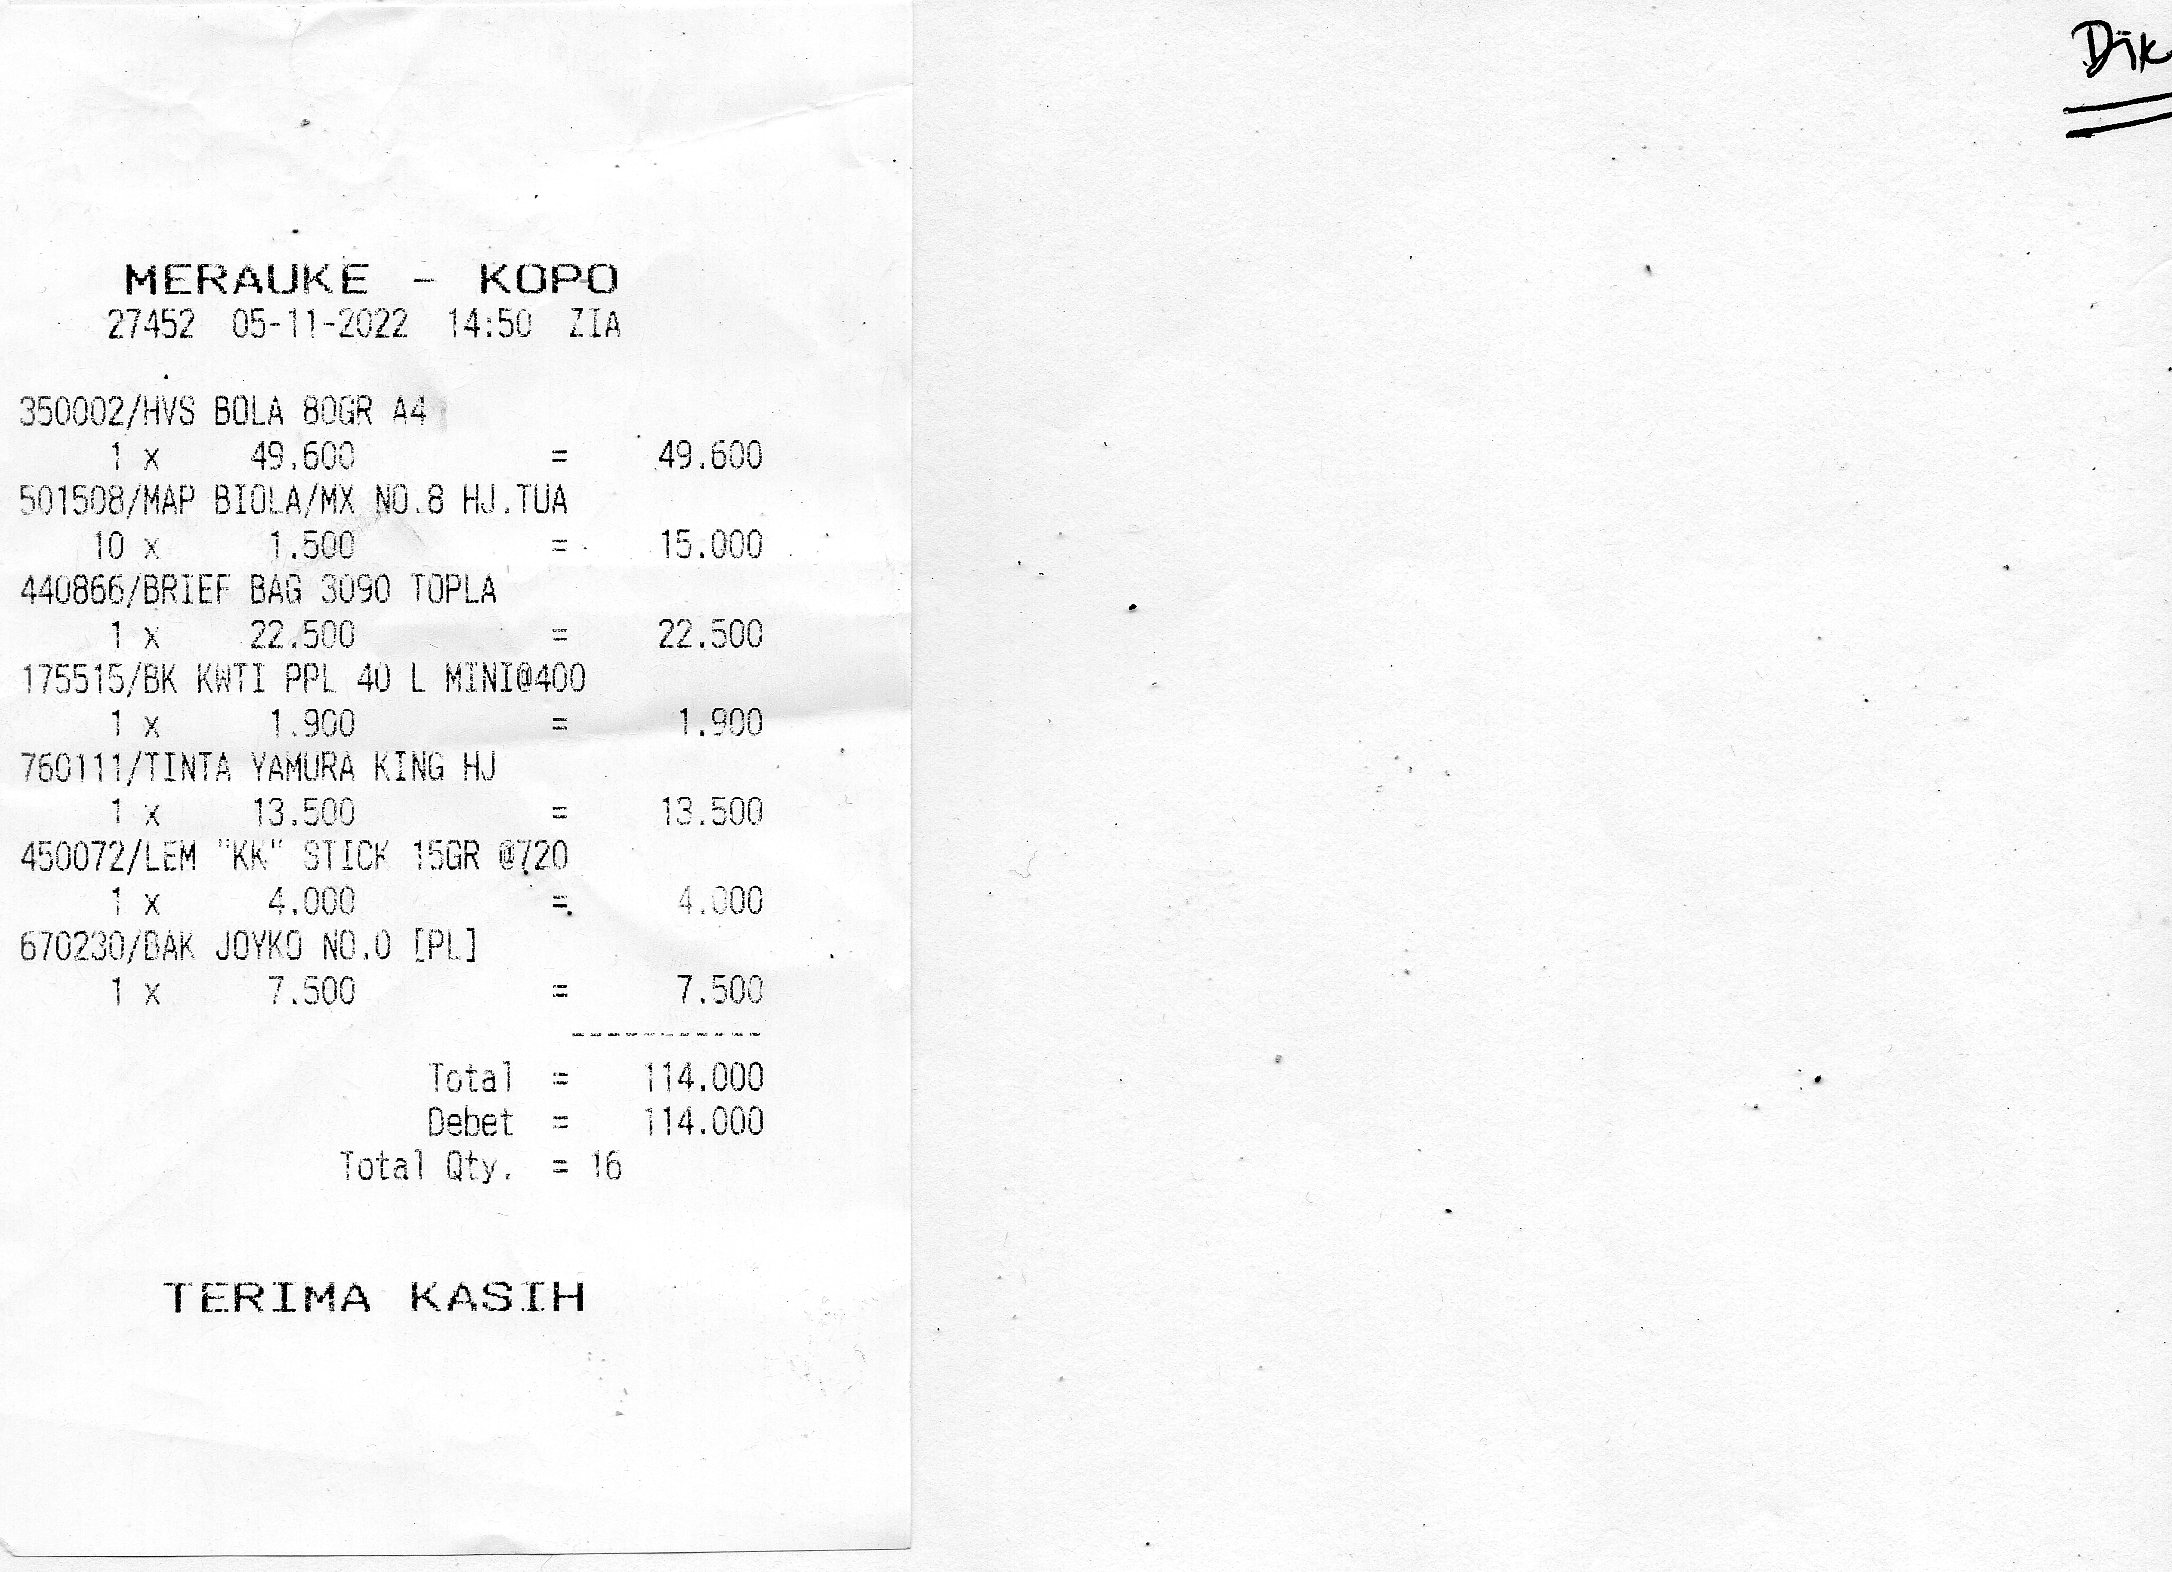 MERAUKE - KOPO
27452 05-11-2022 14:50 ZIA
350002/HVS BOLA 80GR A4
1 x 49.600 = 49.600
501508/MAP BIOLA/MX NO.8 HJ.TUA
10 x 1.500 = 15.000
440866/BRIEF BAG 3090 TOPLA
1 x 22.500 = 22.500
175515/BK KWTI PPL 40 L MINI@400
1 x 1.900 = 1.900
760111/TINTA YAMURA KING HJ
1 x 13.500 = 13.500
450072/LEM "KK" STICK 15GR @720
1 x 4.000 = 4.000
670230/BAK JOYKO NO.0 [PL]
1 x 7.500 = 7.500
-----------
Total = 114.000
Debet = 114.000
Total Qty. = 16
TERIMA KASIH
Dik